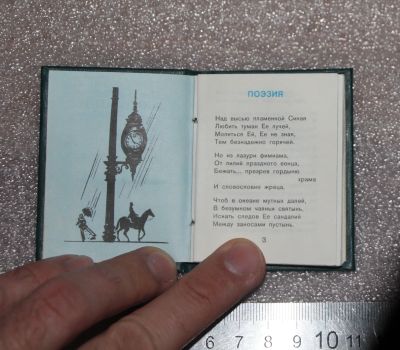 ПОЭЗИЯ
Над высью пламенной Синая
Любить туман Ее лучей,
Молиться Ей, Ее не зная,
Тем безнадежно горячей.
Но из лазури фимиама,
От лилий праздного венца,
Бежать... презрев гордыню
храма
И славословие жреца,
Чтоб в океане мутных далей,
В безумном чаяньи святынь,
Искать следов Ее сандалий
Между заносами пустынь.
3
6 7 8 9 10 11